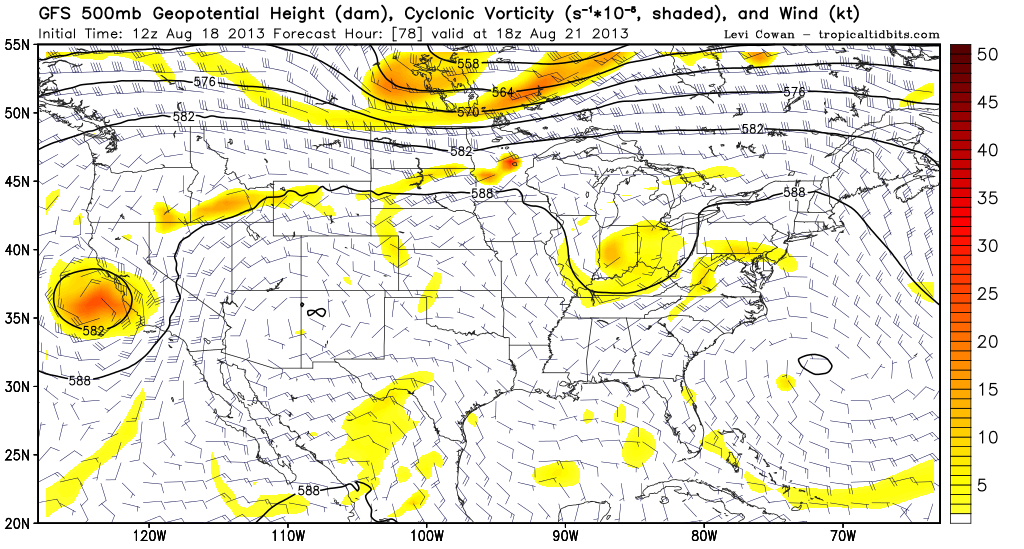 GFS 500mb Geopotential Height (dam), Cyclonic Vorticity (s⁻¹*10⁻⁵, shaded), and Wind (kt)
Initial Time: 12z Aug 18 2013 Forecast Hour: [78] valid at 18z Aug 21 2013
Levi Cowan – tropicaltidbits.com
55N
50N
45N
40N
35N
30N
25N
20N
120W 110W 100W 90W 80W 70W
558
564
570
576
576
582
582
582
588
588
582
588
588
50
45
40
35
30
25
20
15
10
5